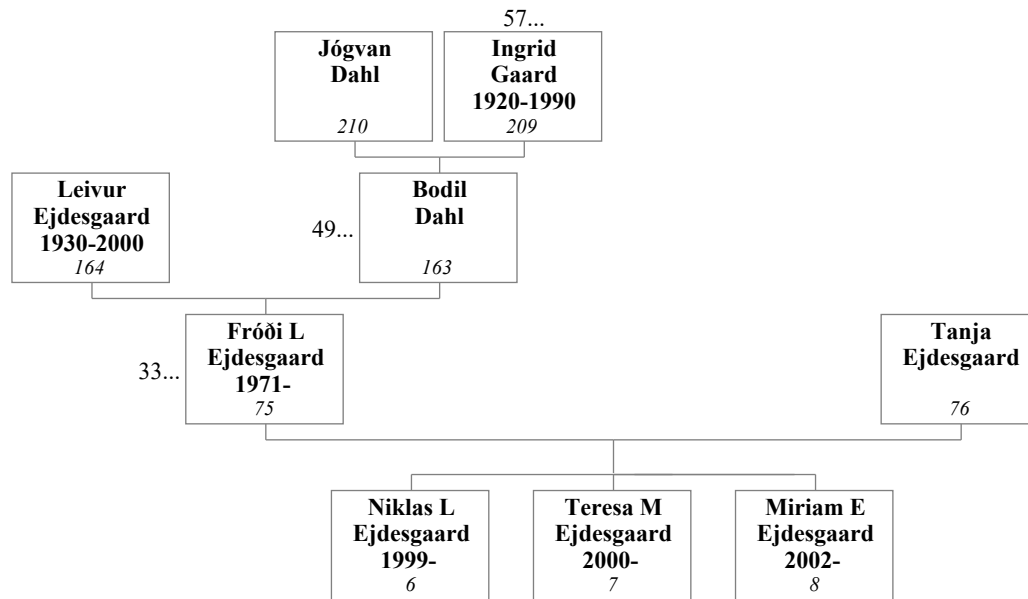 57...
Jógvan
Dahl
210
Ingrid
Gaard
1920-1990
209
Leivur
Ejdesgaard
1930-2000
164
49...
Bodil
Dahl
163
33...
Fróði L
Ejdesgaard
1971-
75
Tanja
Ejdesgaard
76
Niklas L
Ejdesgaard
1999-
6
Teresa M
Ejdesgaard
2000-
7
Miriam E
Ejdesgaard
2002-
8